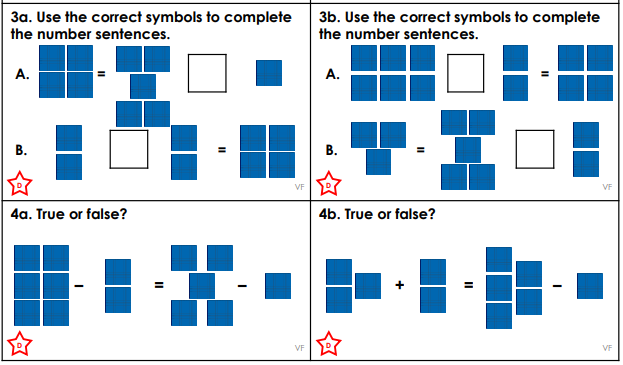 3a. Use the correct symbols to complete
the number sentences.
A.
=
B.
=
D
VF
3b. Use the correct symbols to complete
the number sentences.
A.
=
B.
=
D
VF
4a. True or false?
– = –
D
VF
4b. True or false?
+ = –
D
VF